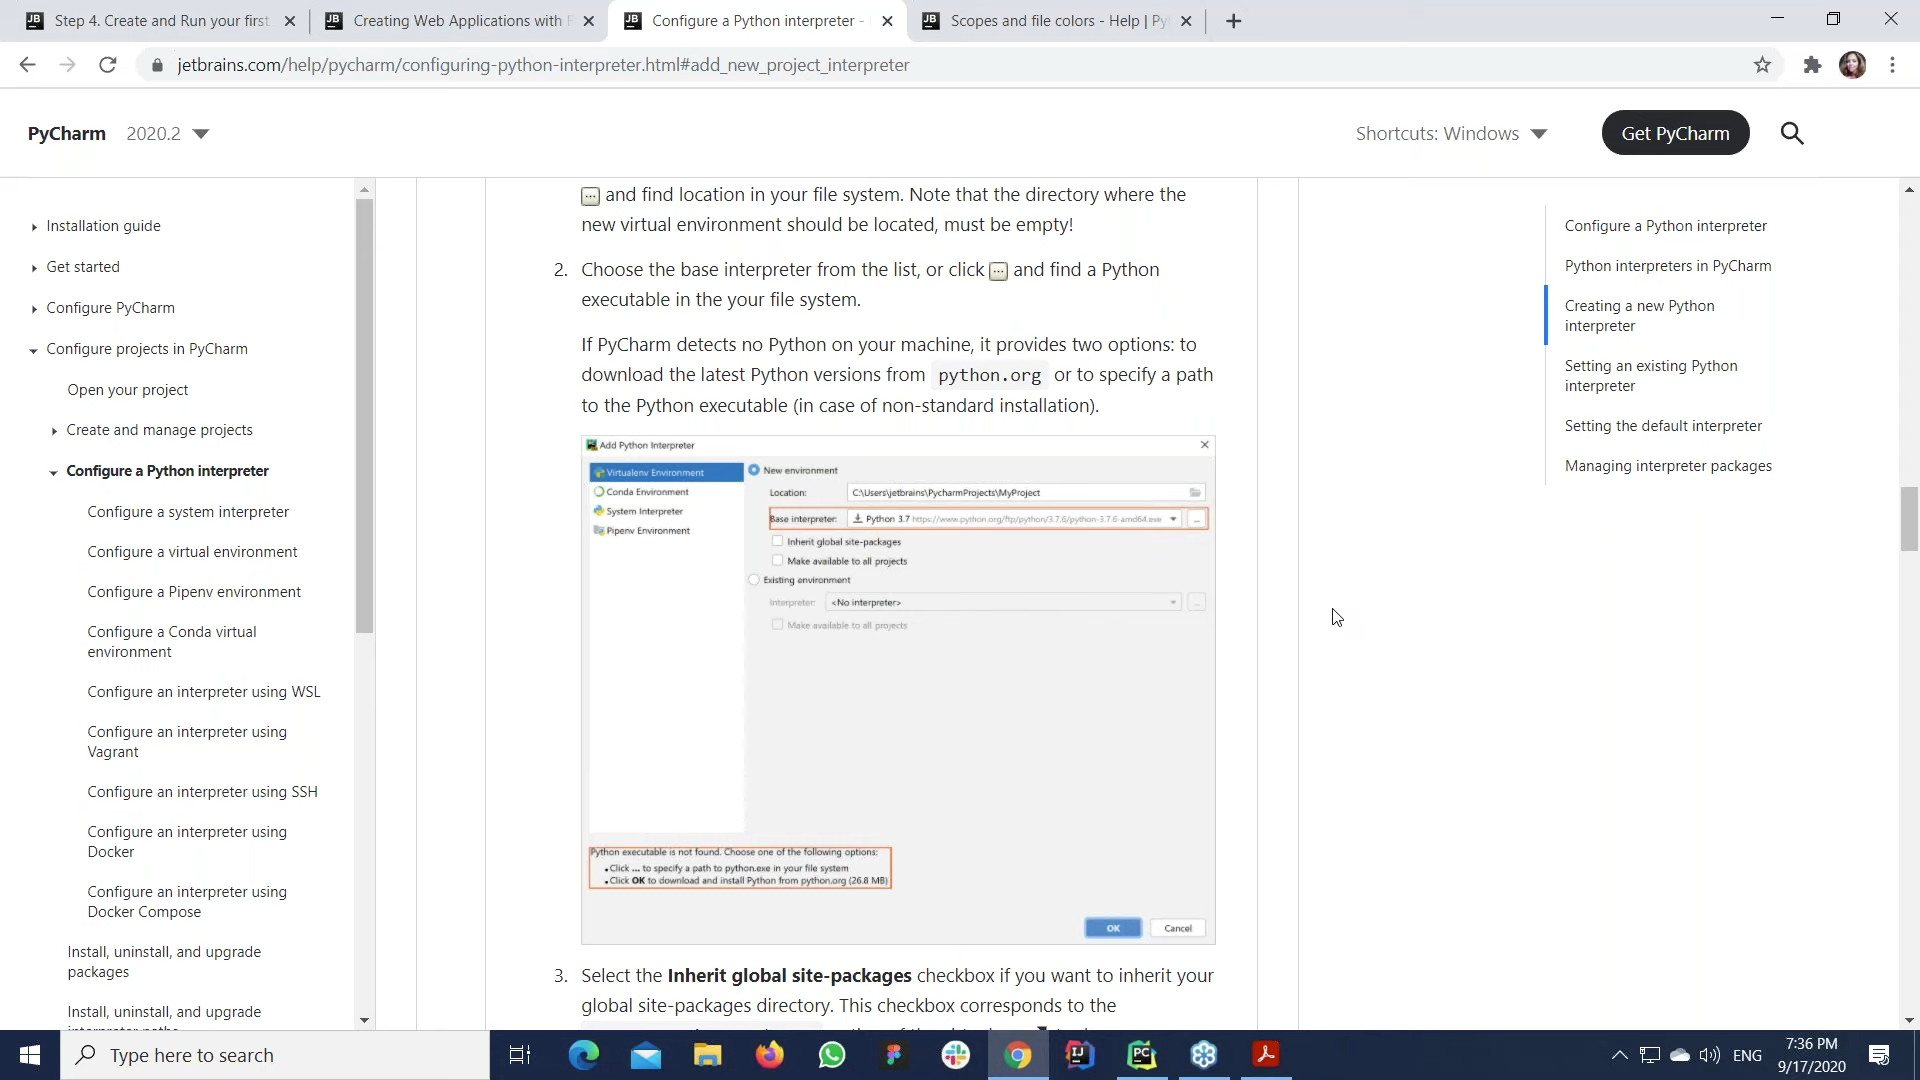 Step 4. Create and Run your first
Creating Web Applications with
Configure a Python interpreter -
Scopes and file colors - Help | Py
jetbrains.com/help/pycharm/configuring-python-interpreter.html#add_new_project_interpreter
PyCharm 2020.2
Shortcuts: Windows
Get PyCharm
Installation guide
Get started
Configure PyCharm
Configure projects in PyCharm
Open your project
Create and manage projects
Configure a Python interpreter
Configure a system interpreter
Configure a virtual environment
Configure a Pipenv environment
Configure a Conda virtual
environment
Configure an interpreter using WSL
Configure an interpreter using
Vagrant
Configure an interpreter using SSH
Configure an interpreter using
Docker
Configure an interpreter using
Docker Compose
Install, uninstall, and upgrade
packages
Install, uninstall, and upgrade
... and find location in your file system. Note that the directory where the
new virtual environment should be located, must be empty!
2. Choose the base interpreter from the list, or click ... and find a Python
executable in the your file system.
If PyCharm detects no Python on your machine, it provides two options: to
download the latest Python versions from python.org or to specify a path
to the Python executable (in case of non-standard installation).
Add Python Interpreter
Virtualenv Environment
Conda Environment
System Interpreter
Pipenv Environment
New environment
Location: C:\Users\jetbrains\PycharmProjects\MyProject
Base interpreter: Python 3.7 https://www.python.org/ftp/python/3.7.6/python-3.7.6-amd64.exe ...
Inherit global site-packages
Make available to all projects
Existing environment
Interpreter: <No interpreter> ...
Make available to all projects
Python executable is not found. Choose one of the following options:
• Click ... to specify a path to python.exe in your file system
• Click OK to download and install Python from python.org (26.8 MB)
OK
Cancel
3. Select the Inherit global site-packages checkbox if you want to inherit your
global site-packages directory. This checkbox corresponds to the
Configure a Python interpreter
Python interpreters in PyCharm
Creating a new Python
interpreter
Setting an existing Python
interpreter
Setting the default interpreter
Managing interpreter packages
Type here to search
ENG
7:36 PM
9/17/2020